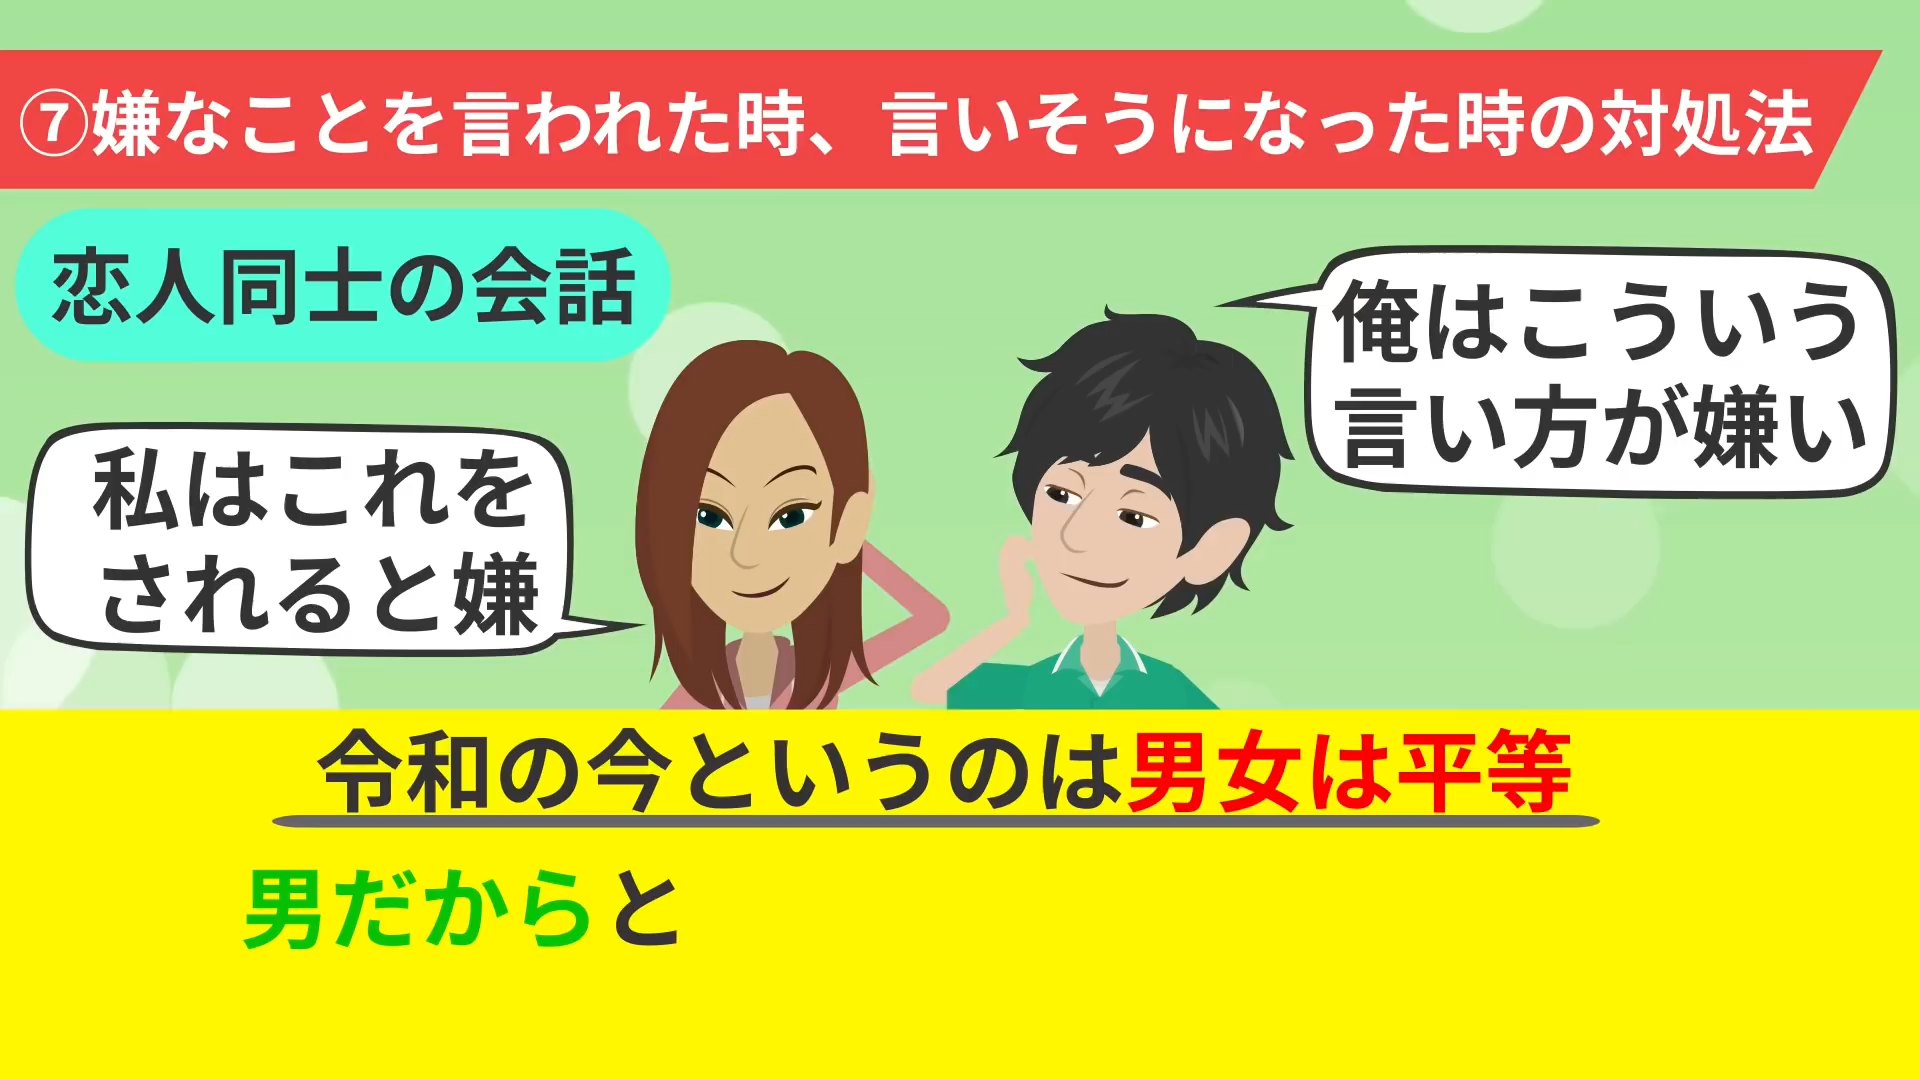 ⑦嫌なことを言われた時、言いそうになった時の対処法
恋人同士の会話
俺はこういう
言い方が嫌い
私はこれを
されると嫌
令和の今というのは男女は平等
男だからと